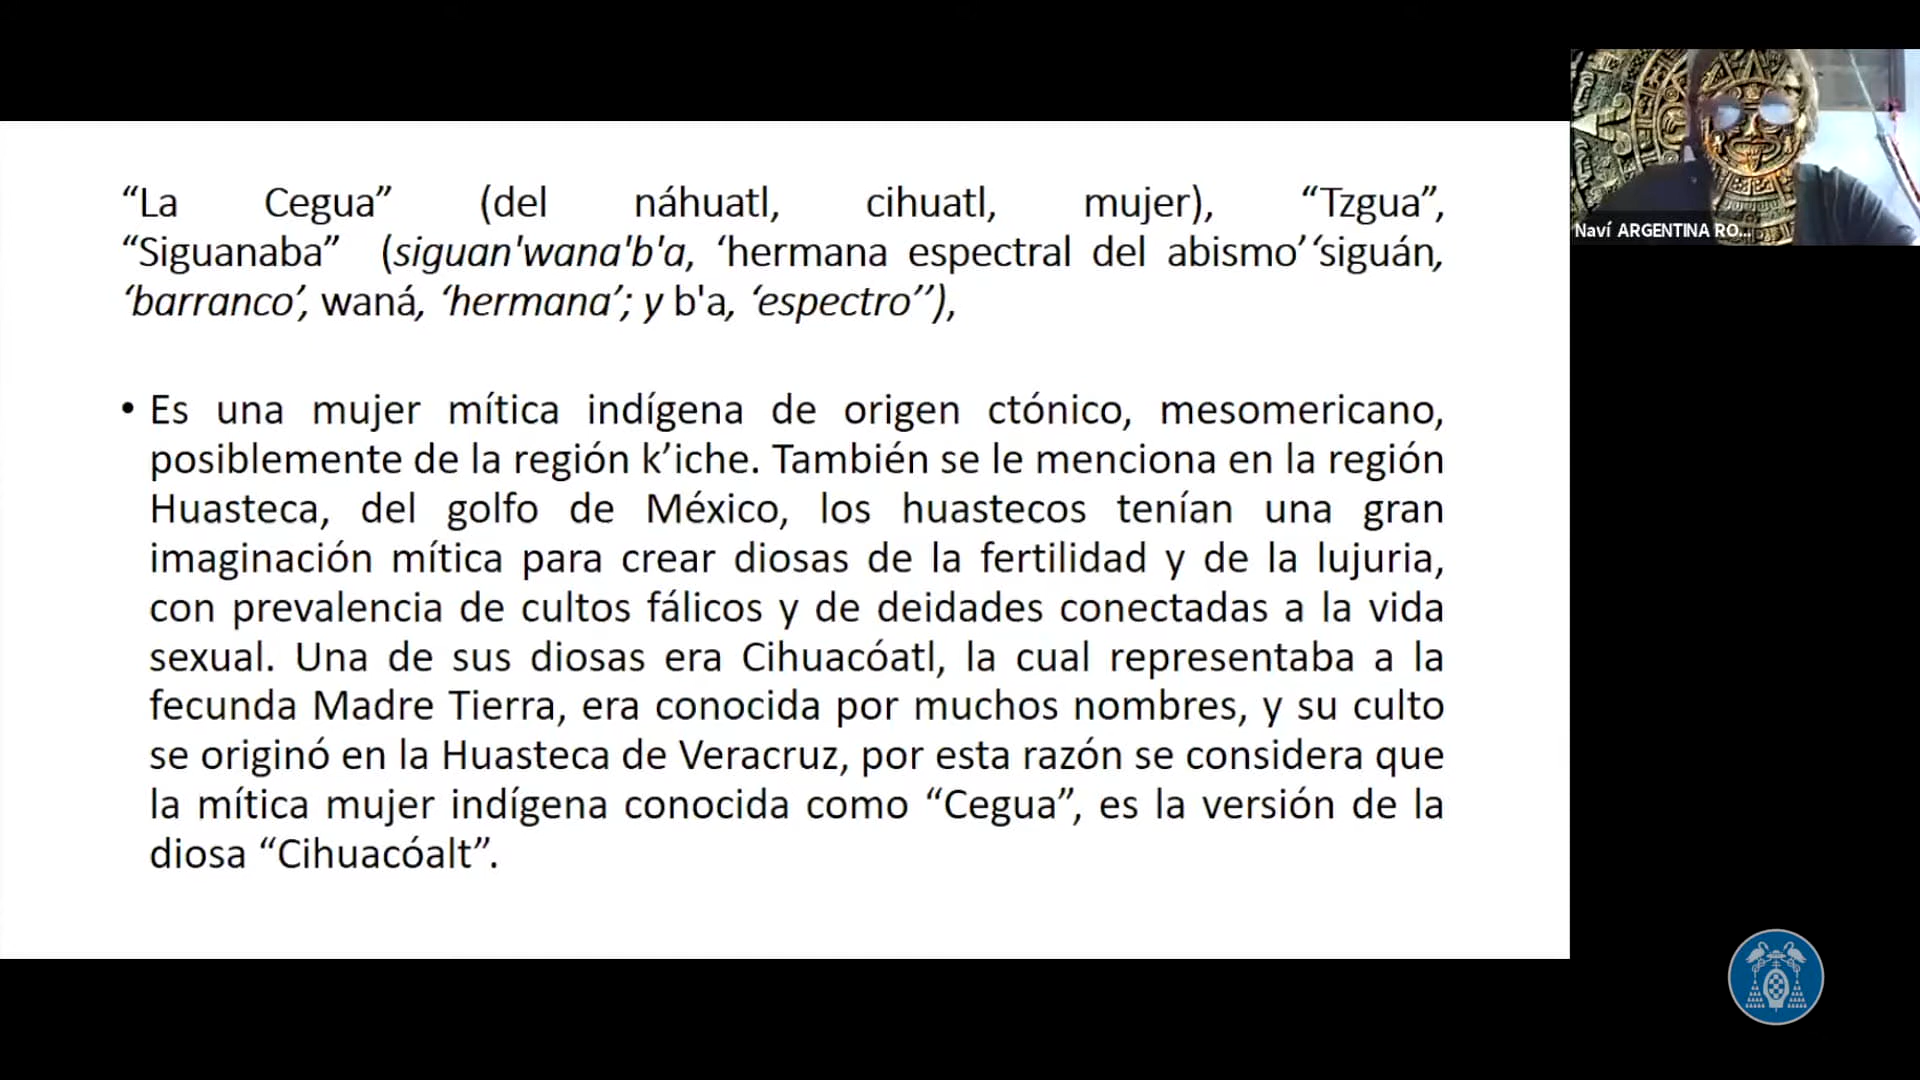 “La Cegua” (del náhuatl, cihuatl, mujer), “Tzgua”,
“Siguanaba” (siguan'wana'b'a, ‘hermana espectral del abismo’ ‘siguán,
‘barranco’, waná, ‘hermana’; y b'a, ‘espectro’’),
• Es una mujer mítica indígena de origen ctónico, mesomericano,
posiblemente de la región k’iche. También se le menciona en la región
Huasteca, del golfo de México, los huastecos tenían una gran
imaginación mítica para crear diosas de la fertilidad y de la lujuria,
con prevalencia de cultos fálicos y de deidades conectadas a la vida
sexual. Una de sus diosas era Cihuacóatl, la cual representaba a la
fecunda Madre Tierra, era conocida por muchos nombres, y su culto
se originó en la Huasteca de Veracruz, por esta razón se considera que
la mítica mujer indígena conocida como “Cegua”, es la versión de la
diosa “Cihuacóalt”.
Naví ARGENTINA RO...